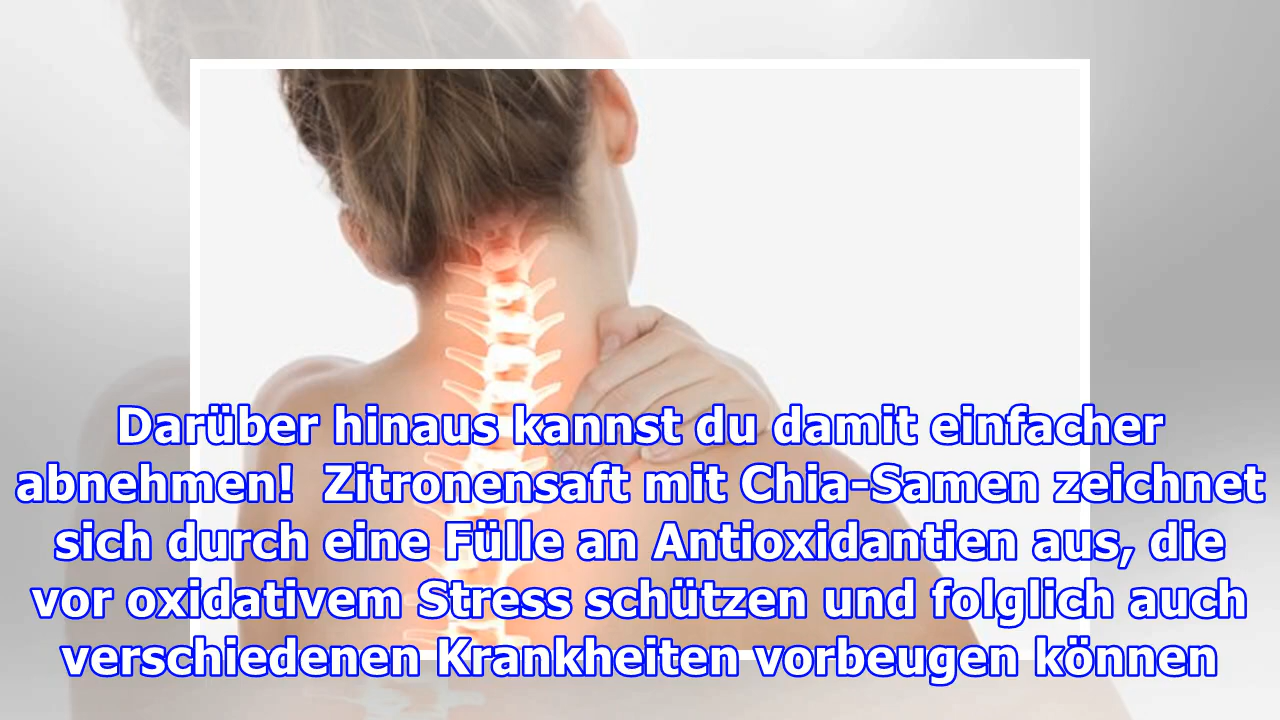 Darüber hinaus kannst du damit einfacher
abnehmen!  Zitronensaft mit Chia-Samen zeichnet
sich durch eine Fülle an Antioxidantien aus, die
vor oxidativem Stress schützen und folglich auch
verschiedenen Krankheiten vorbeugen können